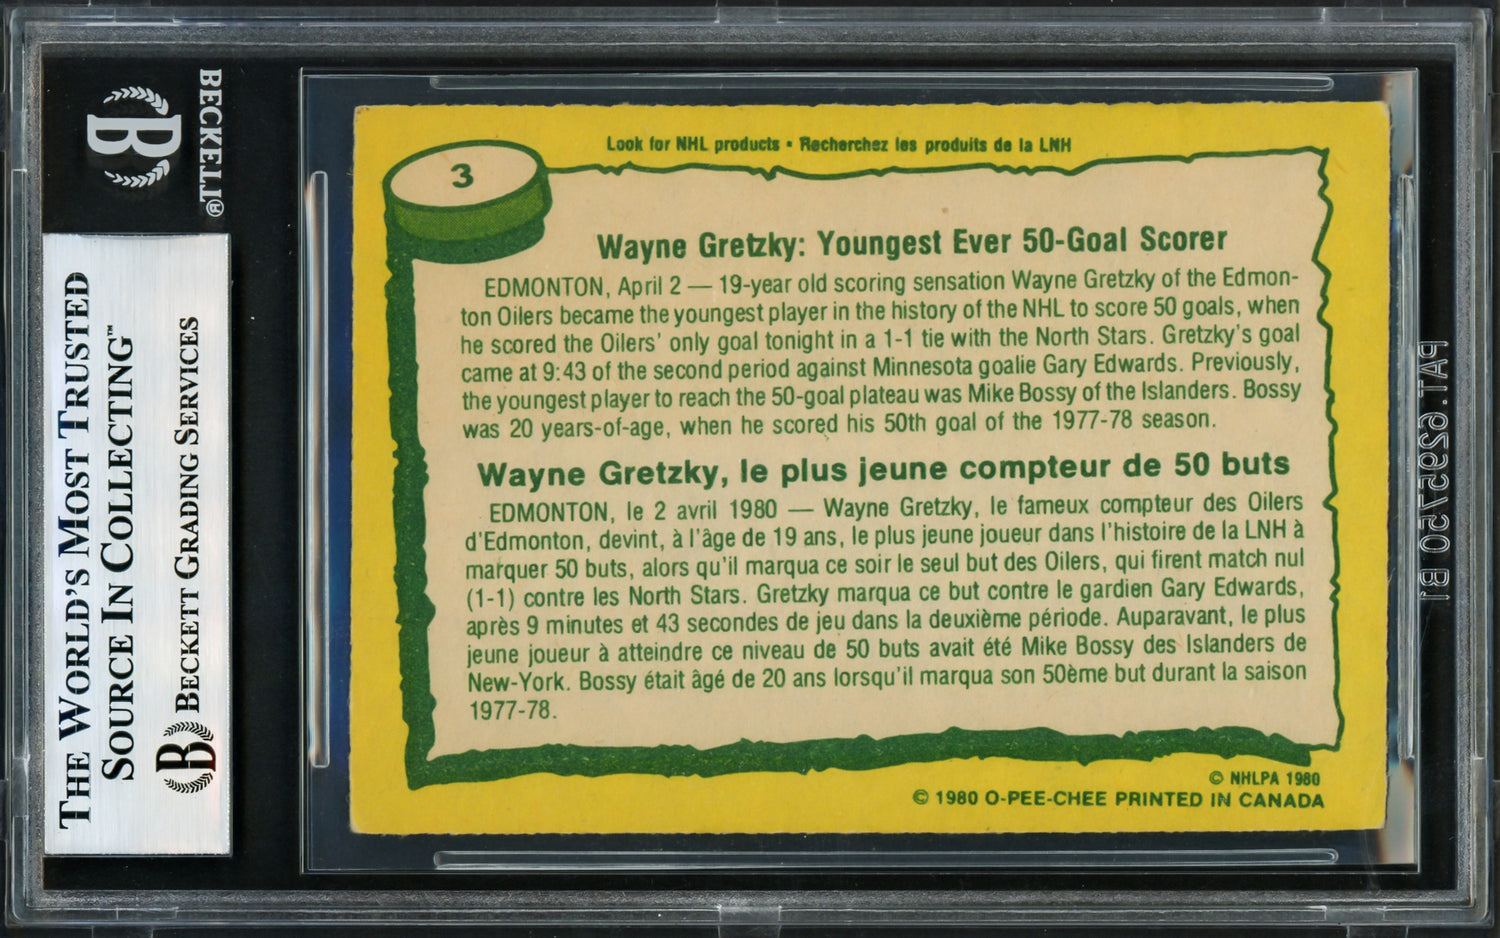 BECKETT®
B
THE WORLD'S MOST TRUSTED
SOURCE IN COLLECTING™
BECKETT GRADING SERVICES
B
Look for NHL products • Recherchez les produits de la LNH
3
Wayne Gretzky: Youngest Ever 50-Goal Scorer
EDMONTON, April 2 — 19-year old scoring sensation Wayne Gretzky of the Edmon-
ton Oilers became the youngest player in the history of the NHL to score 50 goals, when
he scored the Oilers' only goal tonight in a 1-1 tie with the North Stars. Gretzky's goal
came at 9:43 of the second period against Minnesota goalie Gary Edwards. Previously,
the youngest player to reach the 50-goal plateau was Mike Bossy of the Islanders. Bossy
was 20 years-of-age, when he scored his 50th goal of the 1977-78 season.
Wayne Gretzky, le plus jeune compteur de 50 buts
EDMONTON, le 2 avril 1980 — Wayne Gretzky, le fameux compteur des Oilers
d'Edmonton, devint, à l'âge de 19 ans, le plus jeune joueur dans l'histoire de la LNH à
marquer 50 buts, alors qu'il marqua ce soir le seul but des Oilers, qui firent match nul
(1-1) contre les North Stars. Gretzky marqua ce but contre le gardien Gary Edwards,
après 9 minutes et 43 secondes de jeu dans la deuxième période. Auparavant, le plus
jeune joueur à atteindre ce niveau de 50 buts avait été Mike Bossy des Islanders de
New-York. Bossy était âgé de 20 ans lorsqu'il marqua son 50ème but durant la saison
1977-78.
© NHLPA 1980
© 1980 O-PEE-CHEE PRINTED IN CANADA
PAT. 6295750 B1